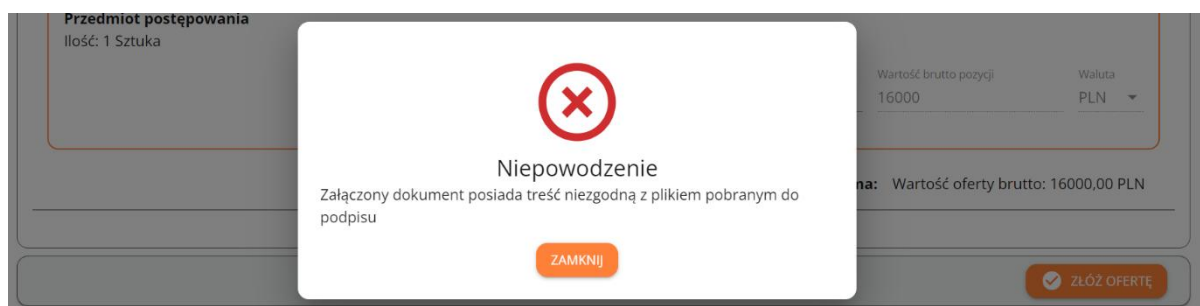 Przedmiot postępowania
Ilość: 1 Sztuka
Wartość brutto pozycji
Waluta
16000
PLN
Niepowodzenie
Załączony dokument posiada treść niezgodną z plikiem pobranym do
podpisu
na: Wartość oferty brutto: 16000,00 PLN
ZAMKNIJ
ZŁÓŻ OFERTĘ